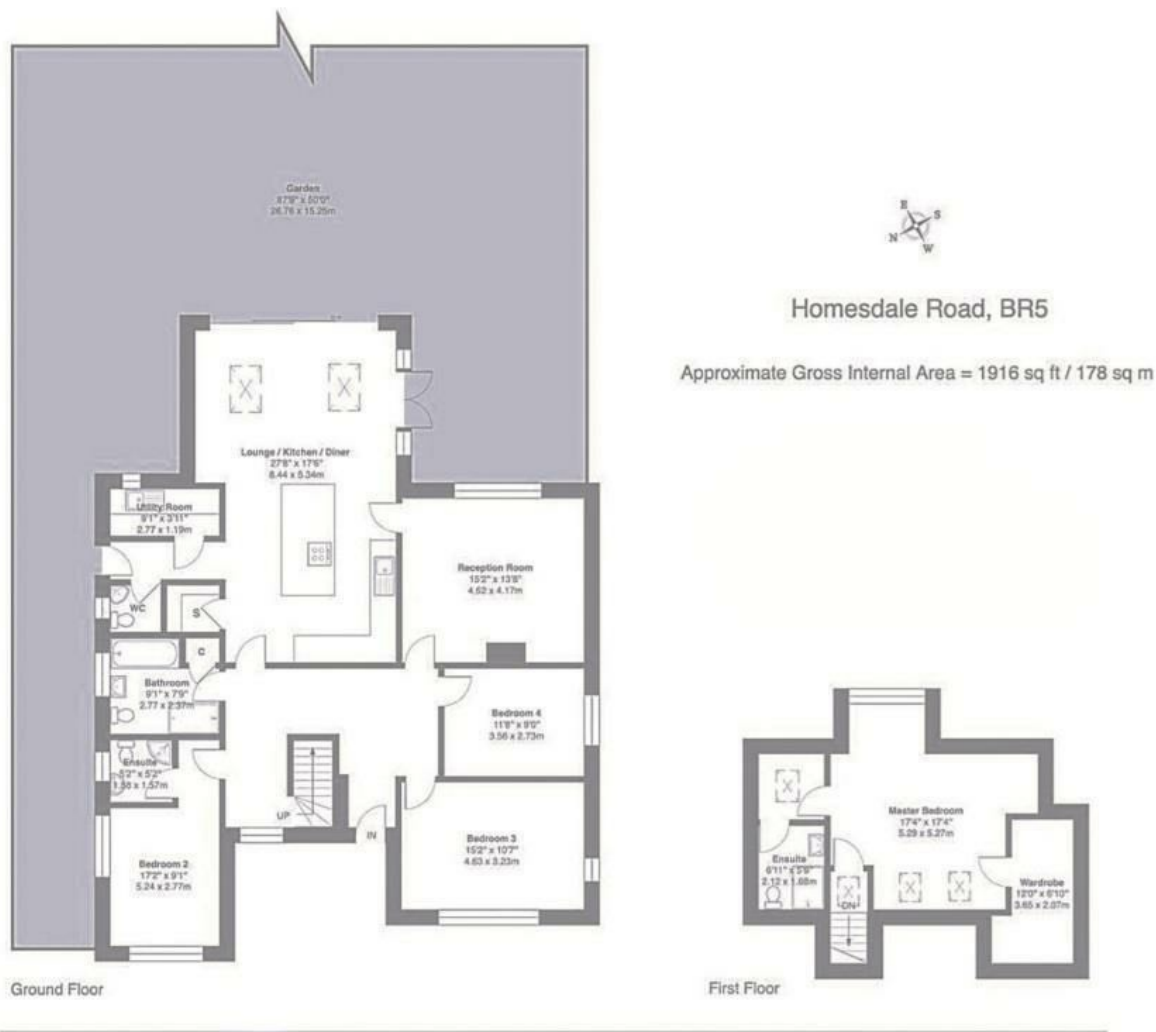 Garden
87'9" x 50'0"
26.76 x 15.25m
E
S
N
W
Homesdale Road, BR5
Approximate Gross Internal Area = 1916 sq ft / 178 sq m
Lounge / Kitchen / Diner
27'8" x 17'6"
8.44 x 5.34m
Utility Room
9'1" x 3'11"
2.77 x 1.19m
Reception Room
15'2" x 13'8"
4.62 x 4.17m
WC
S
C
Bathroom
9'1" x 7'9"
2.77 x 2.37m
Bedroom 4
11'8" x 9'0"
3.56 x 2.73m
Ensuite
5'2" x 5'2"
1.58 x 1.57m
UP
IN
Bedroom 3
15'2" x 10'7"
4.63 x 3.23m
Bedroom 2
17'2" x 9'1"
5.24 x 2.77m
Master Bedroom
17'4" x 17'4"
5.29 x 5.27m
Ensuite
6'11" x 5'6"
2.12 x 1.68m
DN
Wardrobe
12'0" x 6'10"
3.65 x 2.07m
Ground Floor
First Floor